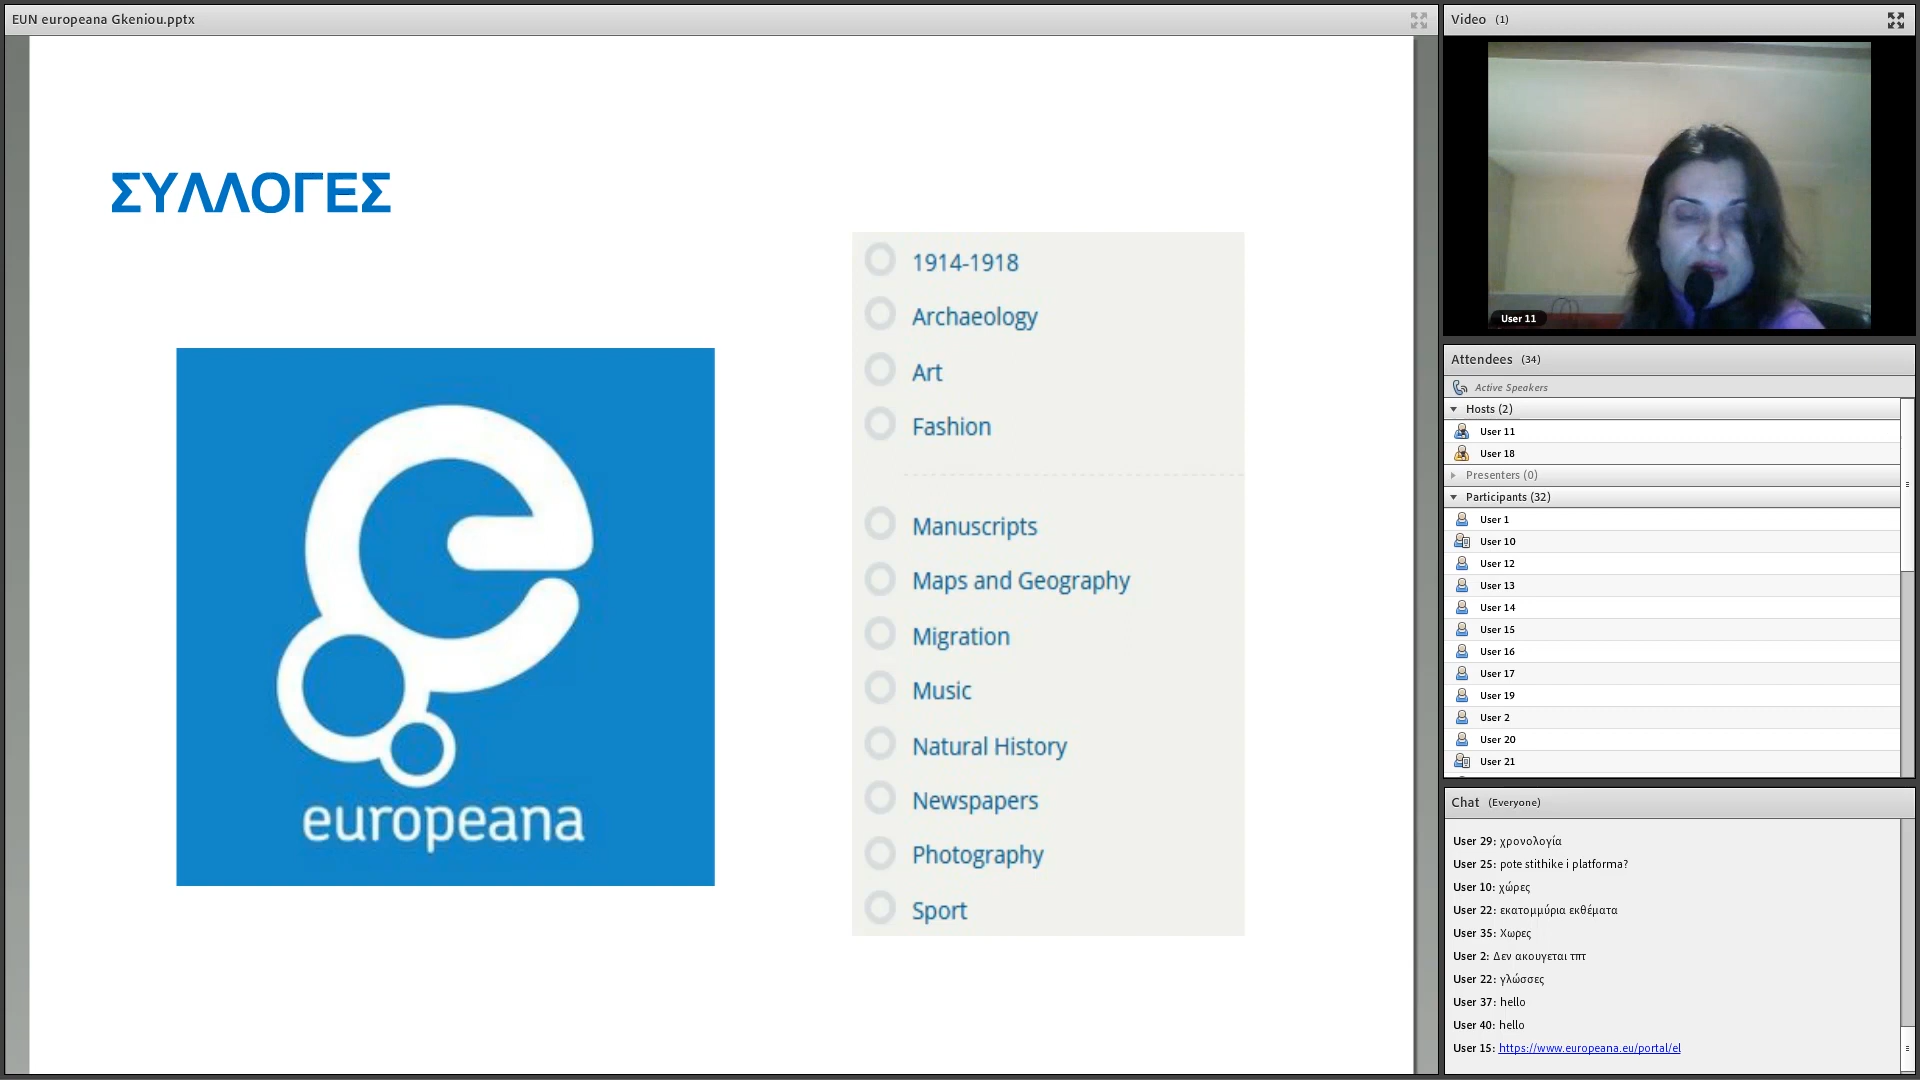 EUN europeana Gkeniou.pptx
ΣΥΛΛΟΓΕΣ
europeana
1914-1918
Archaeology
Art
Fashion
Manuscripts
Maps and Geography
Migration
Music
Natural History
Newspapers
Photography
Sport
Video (1)
User 11
Attendees (34)
Active Speakers
Hosts (2)
User 11
User 18
Presenters (0)
Participants (32)
User 1
User 10
User 12
User 13
User 14
User 15
User 16
User 17
User 19
User 2
User 20
User 21
Chat (Everyone)
User 29: χρονολογία
User 25: pote stithike i platforma?
User 10: χώρες
User 22: εκατομμύρια εκθέματα
User 35: Χωρες
User 2: Δεν ακουγεται τπτ
User 22: γλώσσες
User 37: hello
User 40: hello
User 15: https://www.europeana.eu/portal/el